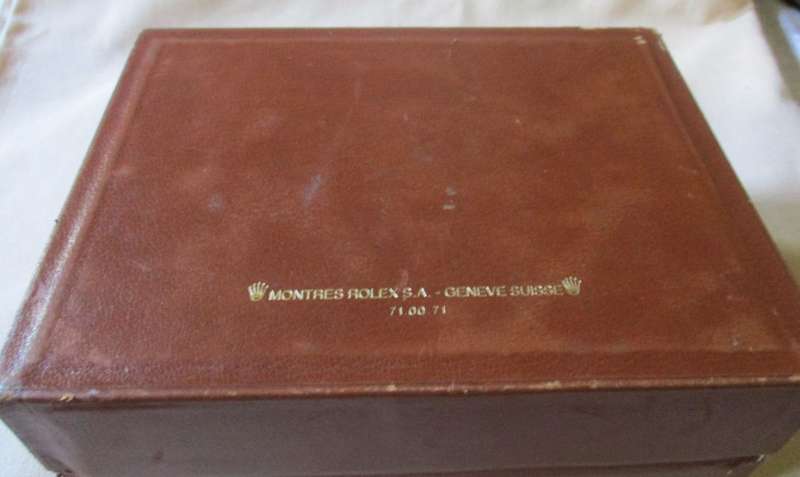 MONTRES ROLEX S.A. - GENEVE SUISSE
71.00.71